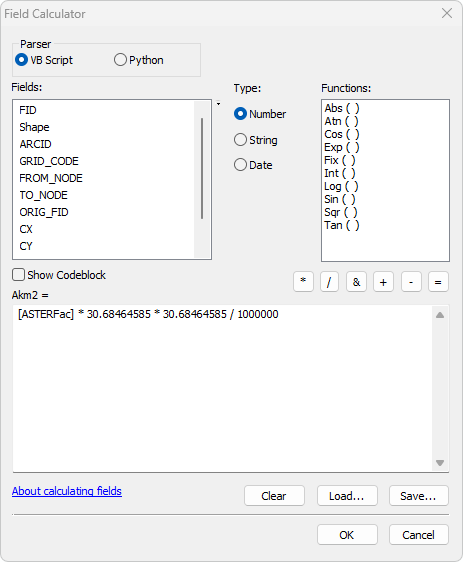 Field Calculator
Parser
VB Script
Python
Fields:
Type:
Functions:
FID
Shape
ARCID
GRID_CODE
FROM_NODE
TO_NODE
ORIG_FID
CX
CY
Number
String
Date
Abs ( )
Atn ( )
Cos ( )
Exp ( )
Fix ( )
Int ( )
Log ( )
Sin ( )
Sqr ( )
Tan ( )
Show Codeblock
* / & + - =
Akm2 =
[ASTERFac] * 30.68464585 * 30.68464585 / 1000000
About calculating fields
Clear
Load...
Save...
OK
Cancel